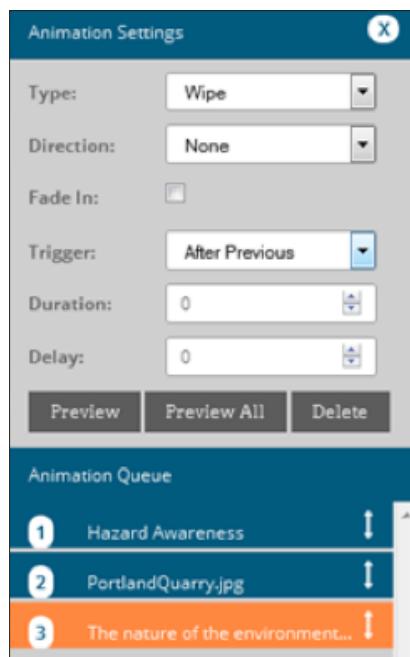 Animation Settings X
Type: Wipe
Direction: None
Fade In:
Trigger: After Previous
Duration: 0
Delay: 0
Preview Preview All Delete
Animation Queue
1 Hazard Awareness
2 PortlandQuarry.jpg
3 The nature of the environment...